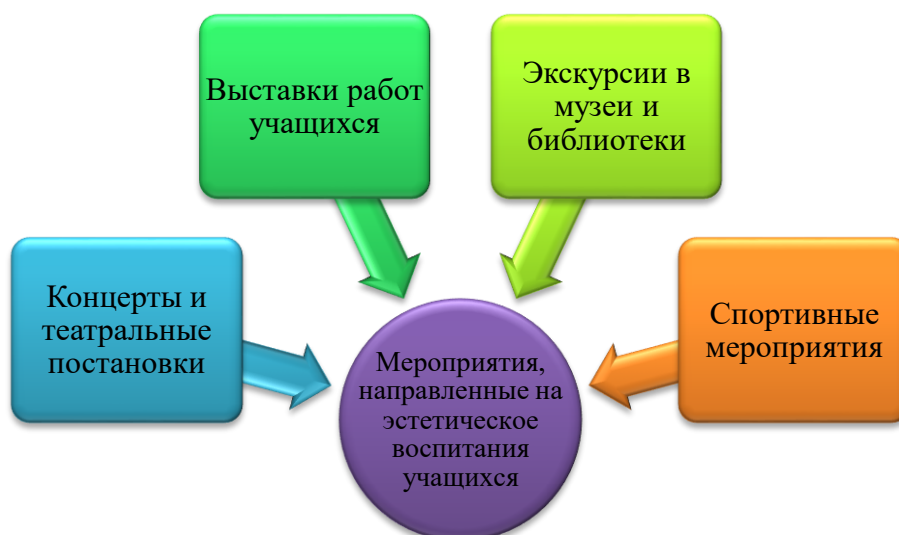 Выставки работ
учащихся
Экскурсии в
музеи и
библиотеки
Концерты и
театральные
постановки
Спортивные
мероприятия
Мероприятия,
направленные на
эстетическое
воспитания
учащихся